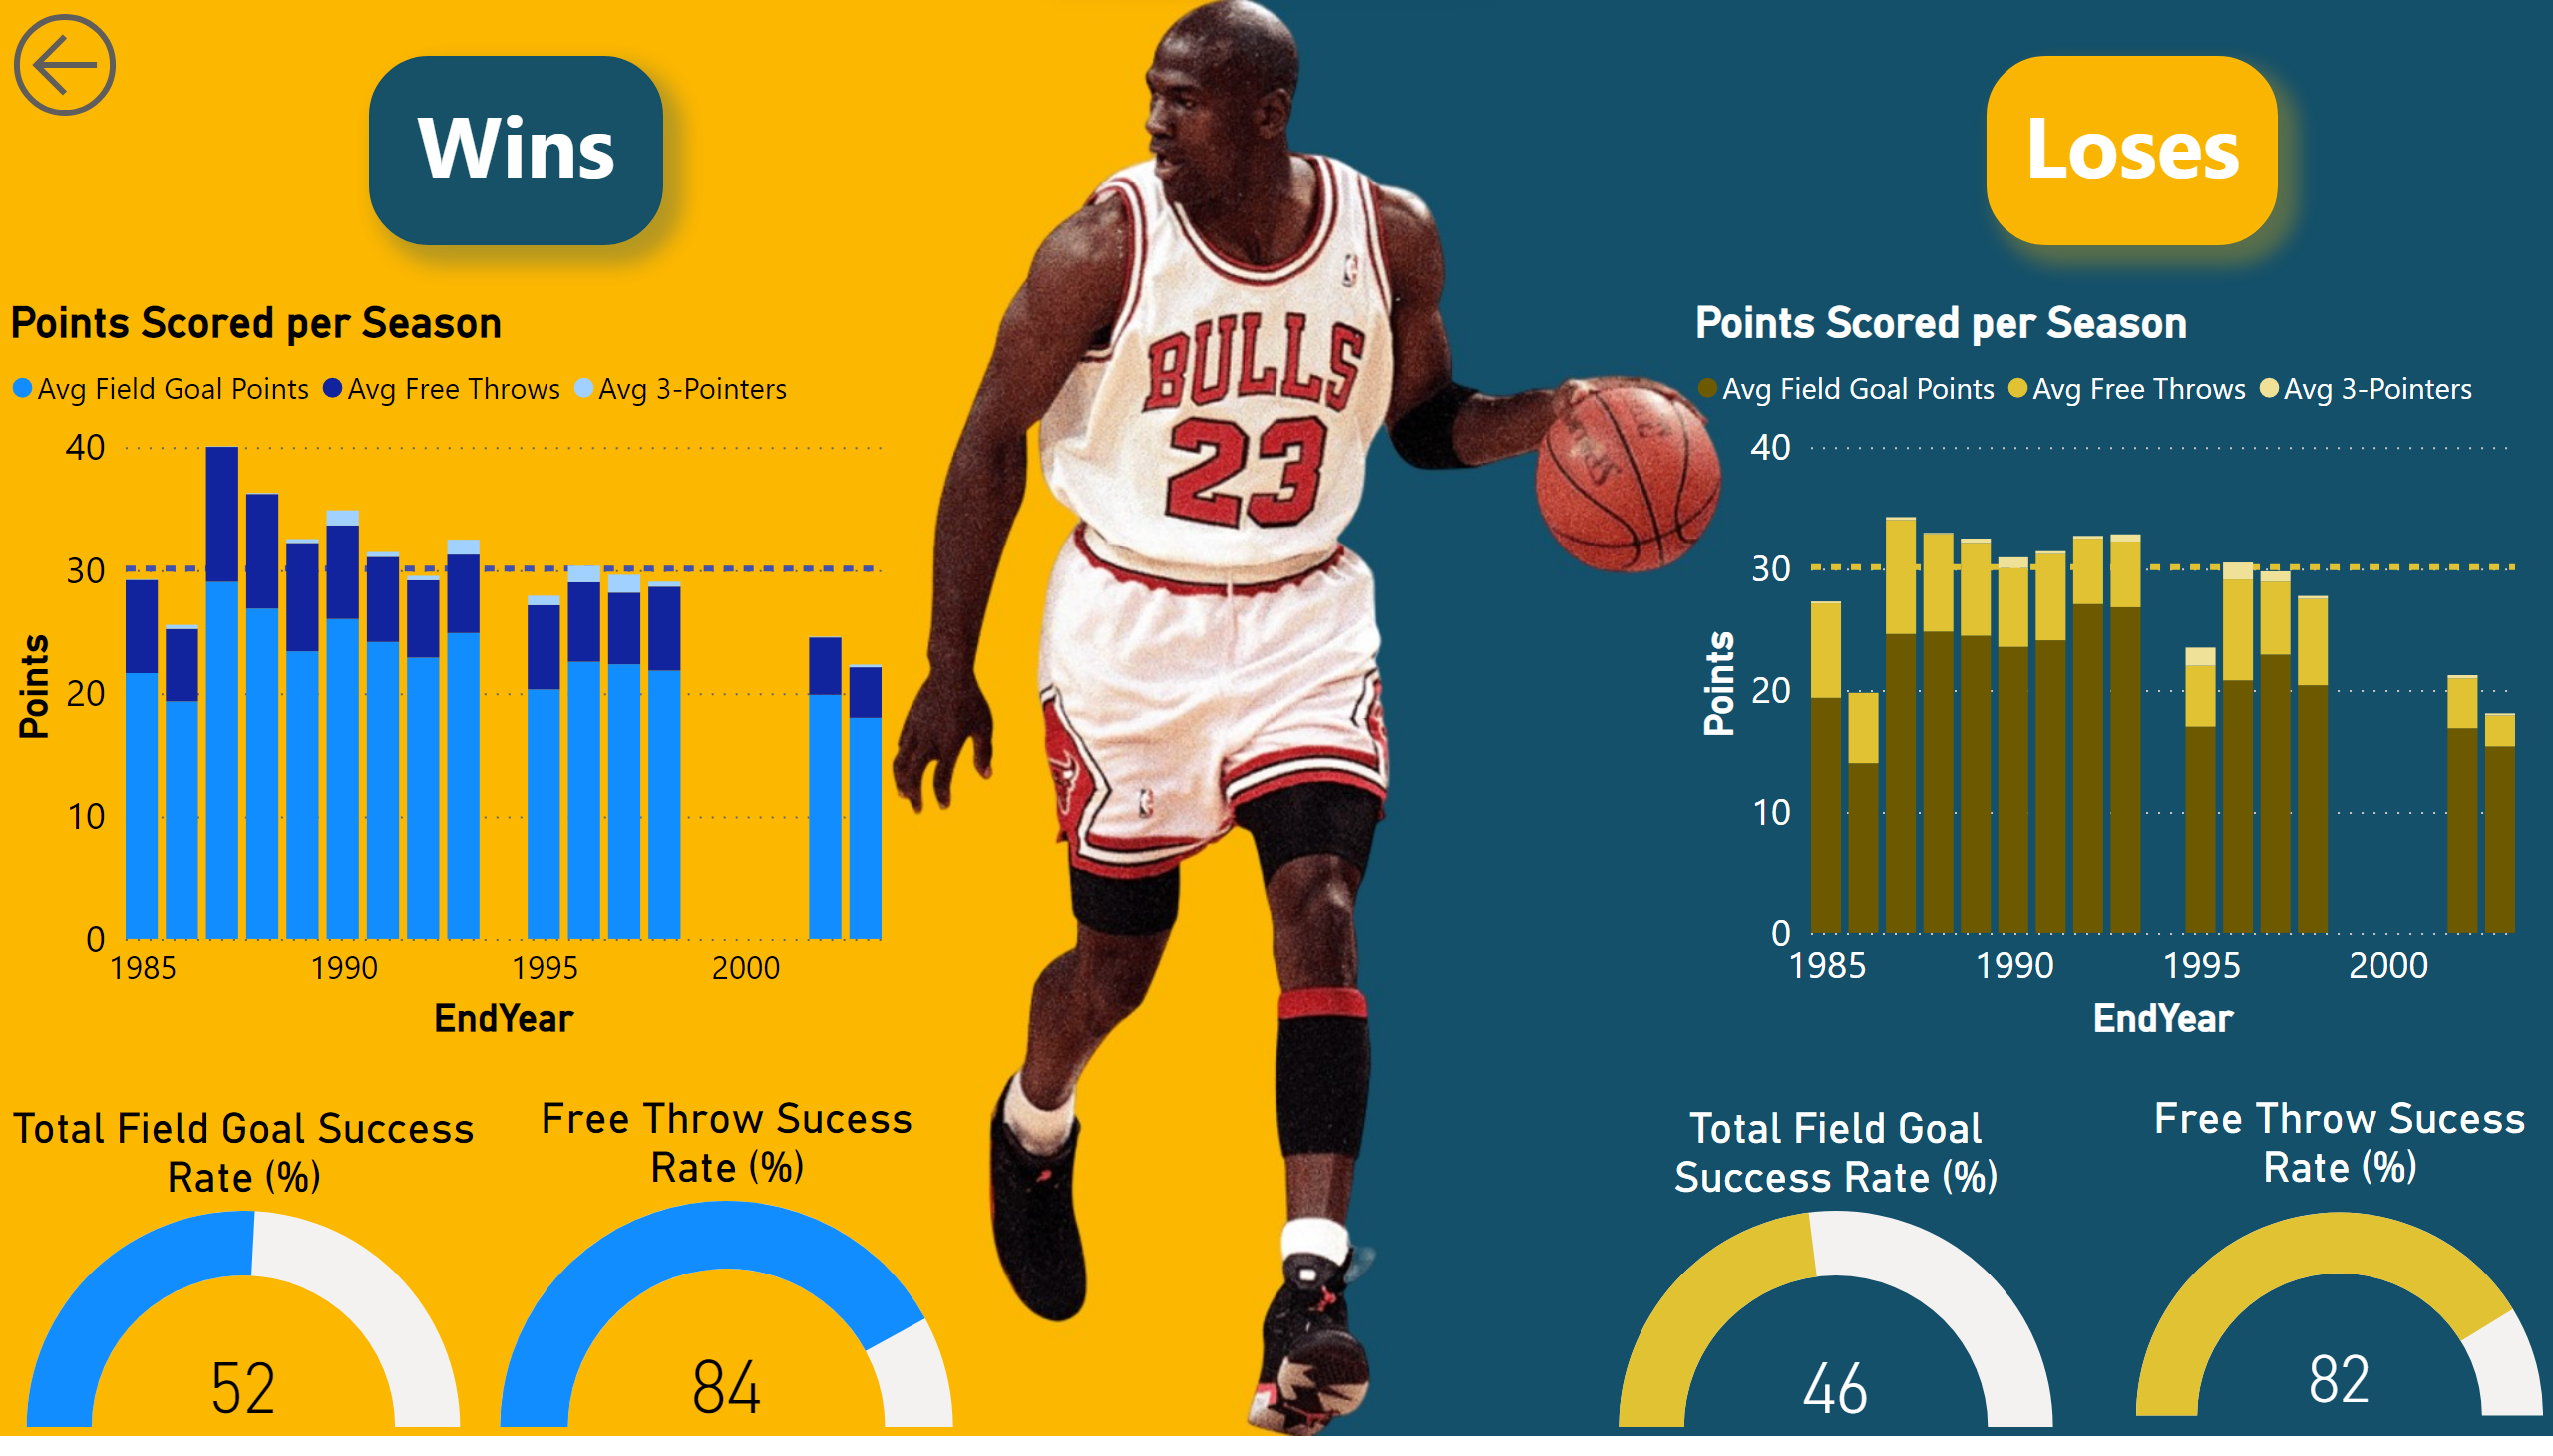 Wins
Points Scored per Season
Avg Field Goal Points Avg Free Throws Avg 3-Pointers
40
30
20
10
0
Points
1985 1990 1995 2000
EndYear
Total Field Goal Success
Rate (%)
52
Free Throw Sucess
Rate (%)
84
BULLS
23
Loses
Points Scored per Season
Avg Field Goal Points Avg Free Throws Avg 3-Pointers
40
30
20
10
0
Points
1985 1990 1995 2000
EndYear
Total Field Goal
Success Rate (%)
46
Free Throw Sucess
Rate (%)
82